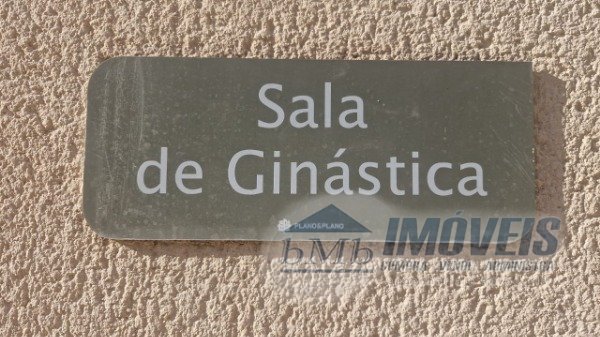 Sala
de Ginástica
PLANO&PLANO
bMb IMÓVEIS